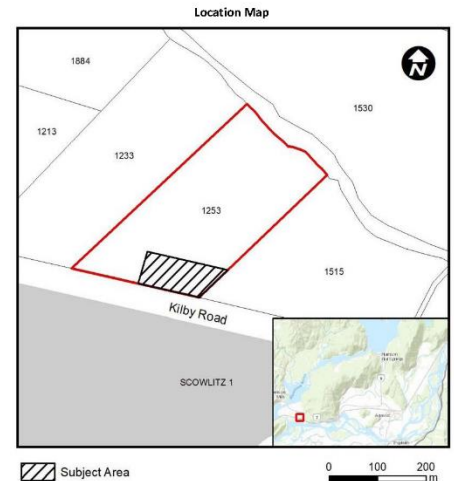 Location Map
N
1884
1530
1213
1233
1253
1515
Kilby Road
SCOWLITZ 1
Subject Area
0 100 200
m